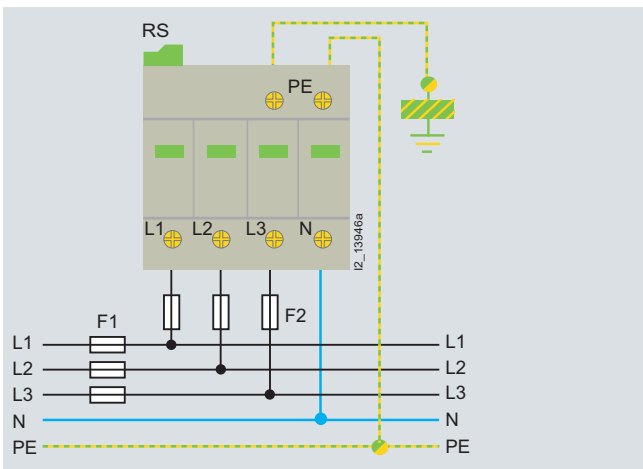 RS
PE
L1 L2 L3 N
I2_13946a
F1
F2
L1 L1
L2 L2
L3 L3
N N
PE PE